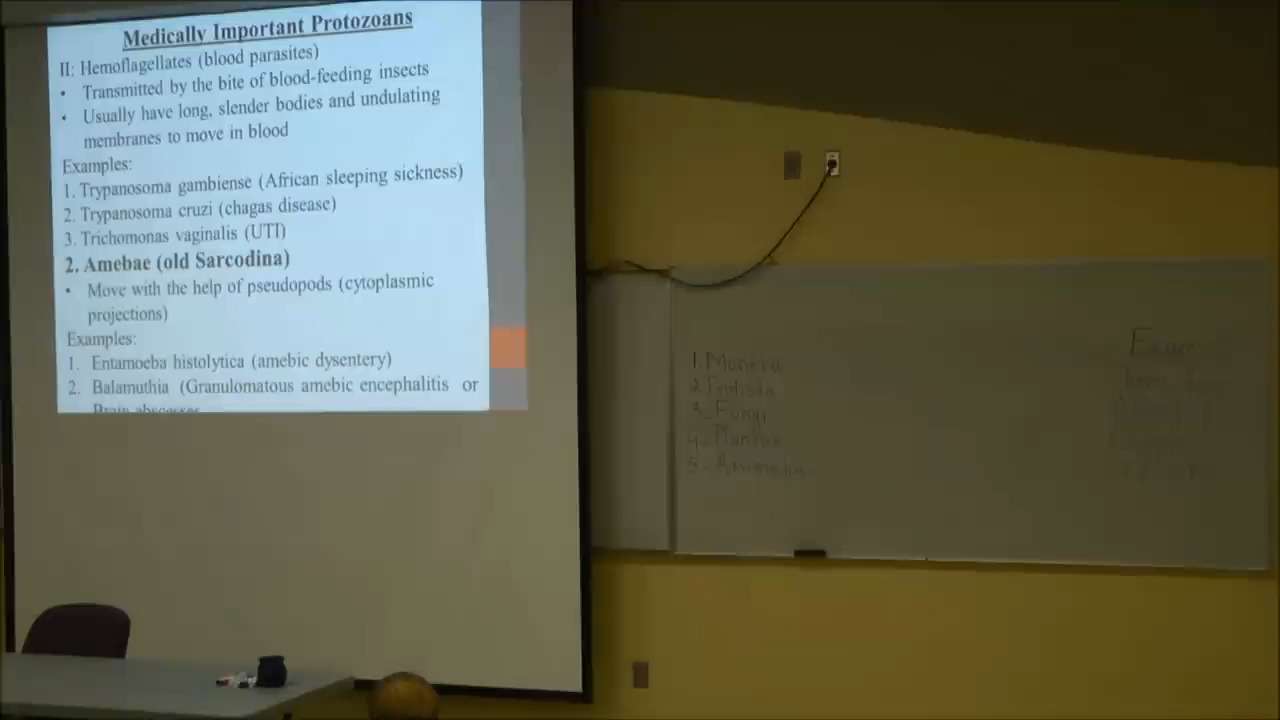 Medically Important Protozoans
II: Hemoflagellates (blood parasites)
• Transmitted by the bite of blood-feeding insects
• Usually have long, slender bodies and undulating
membranes to move in blood
Examples:
1. Trypanosoma gambiense (African sleeping sickness)
2. Trypanosoma cruzi (chagas disease)
3. Trichomonas vaginalis (UTI)
2. Amebae (old Sarcodina)
• Move with the help of pseudopods (cytoplasmic
projections)
Examples:
1. Entamoeba histolytica (amebic dysentery)
2. Balamuthia (Granulomatous amebic encephalitis or
Brain abscesses
1. Monera
2.
3. Fungi
4. Plantae
5.
Exam